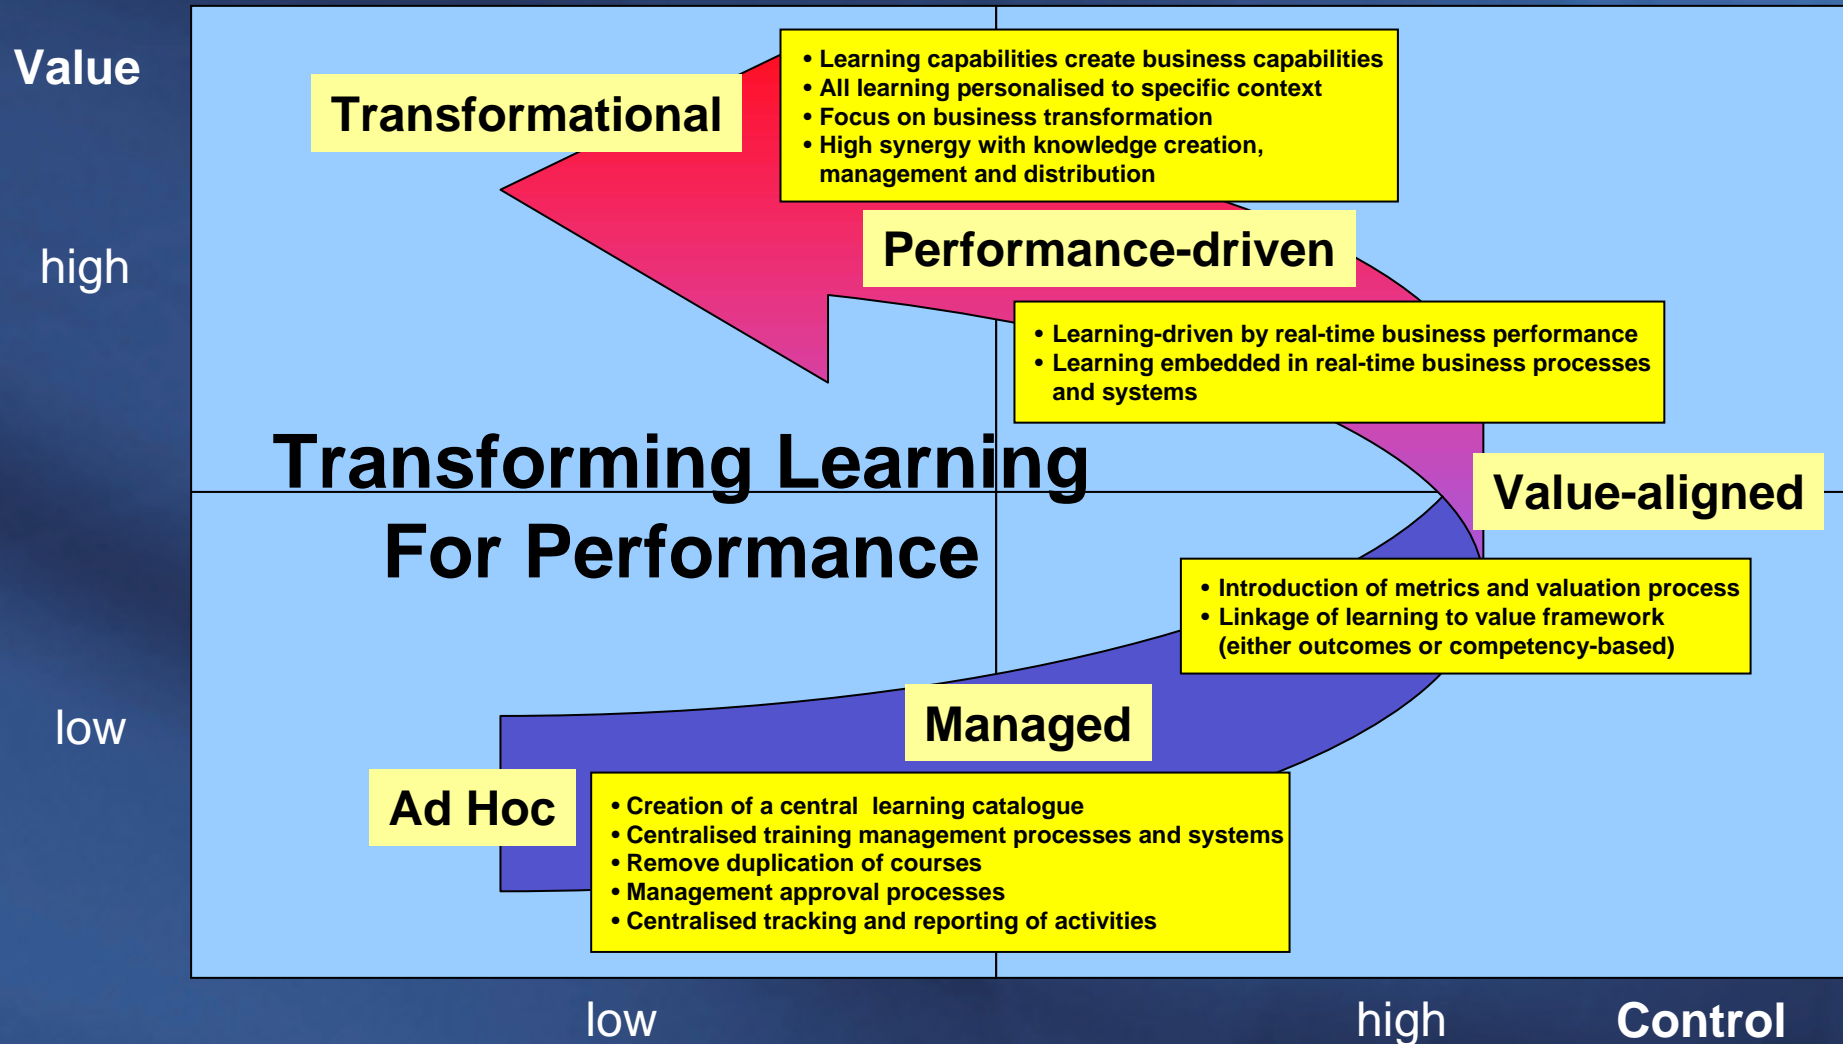 Value
Transformational
• Learning capabilities create business capabilities
• All learning personalised to specific context
• Focus on business transformation
• High synergy with knowledge creation,
management and distribution
high
Performance-driven
• Learning-driven by real-time business performance
• Learning embedded in real-time business processes
and systems
Transforming Learning
For Performance
Value-aligned
• Introduction of metrics and valuation process
• Linkage of learning to value framework
(either outcomes or competency-based)
low
Managed
Ad Hoc
• Creation of a central learning catalogue
• Centralised training management processes and systems
• Remove duplication of courses
• Management approval processes
• Centralised tracking and reporting of activities
low
high
Control